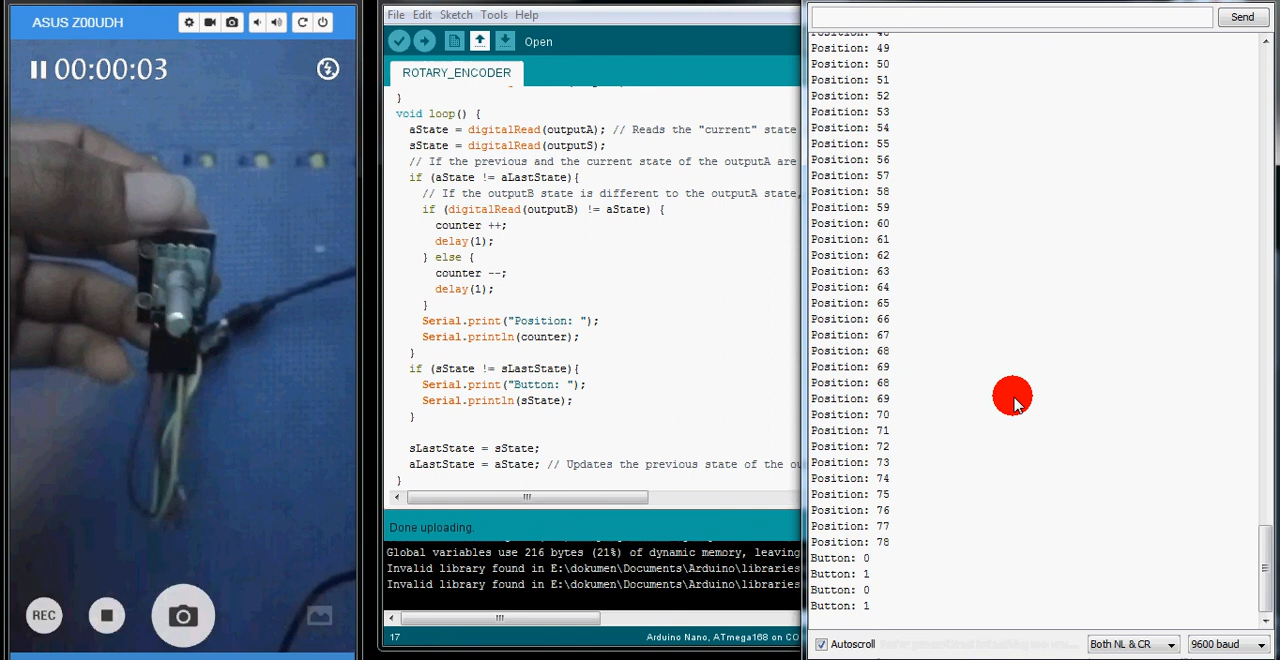 ASUS Z00UDH
00:00:03
REC
File Edit Sketch Tools Help
Open
ROTARY_ENCODER
}
void loop() {
aState = digitalRead(outputA); // Reads the "current" state
sState = digitalRead(outputS);
// If the previous and the current state of the outputA are
if (aState != aLastState){
// If the outputB state is different to the outputA state,
if (digitalRead(outputB) != aState) {
counter ++;
delay(1);
} else {
counter --;
delay(1);
}
Serial.print("Position: ");
Serial.println(counter);
}
if (sState != sLastState){
Serial.print("Button: ");
Serial.println(sState);
}
sLastState = sState;
aLastState = aState; // Updates the previous state of the
}
Done uploading.
Global variables use 216 bytes (21%) of dynamic memory, leaving
Invalid library found in E:\dokumen\Documents\Arduino\libraries
Invalid library found in E:\dokumen\Documents\Arduino\libraries
17
Arduino Nano, ATmega168 on CO
Send
Position: 49
Position: 50
Position: 51
Position: 52
Position: 53
Position: 54
Position: 55
Position: 56
Position: 57
Position: 58
Position: 59
Position: 60
Position: 61
Position: 62
Position: 63
Position: 64
Position: 65
Position: 66
Position: 67
Position: 68
Position: 69
Position: 68
Position: 69
Position: 70
Position: 71
Position: 72
Position: 73
Position: 74
Position: 75
Position: 76
Position: 77
Position: 78
Button: 0
Button: 1
Button: 0
Button: 1
Autoscroll
Both NL & CR
9600 baud